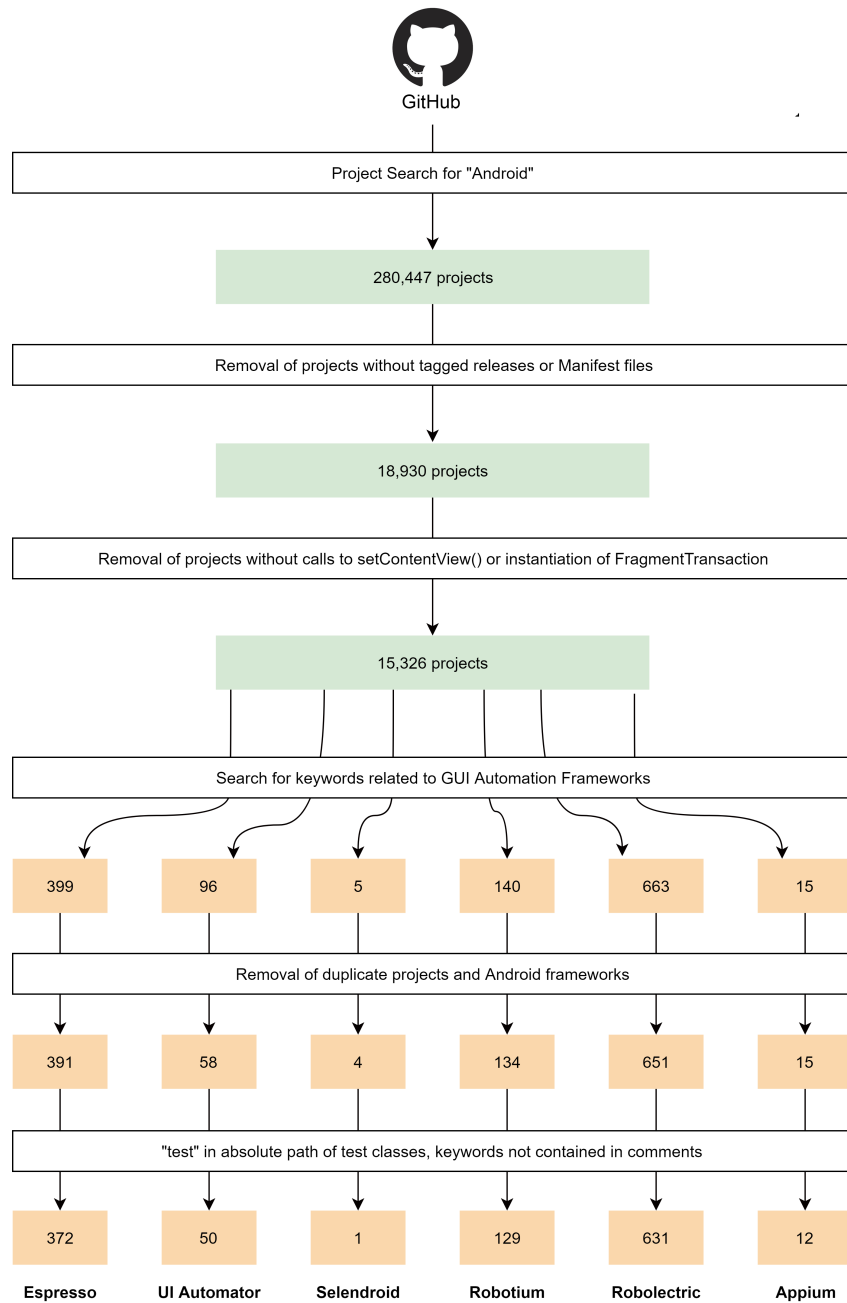 GitHub
Project Search for "Android"
280,447 projects
Removal of projects without tagged releases or Manifest files
18,930 projects
Removal of projects without calls to setContentView() or instantiation of FragmentTransaction
15,326 projects
Search for keywords related to GUI Automation Frameworks
399 96 5 140 663 15
Removal of duplicate projects and Android frameworks
391 58 4 134 651 15
"test" in absolute path of test classes, keywords not contained in comments
372 50 1 129 631 12
Espresso UI Automator Selendroid Robotium Robolectric Appium